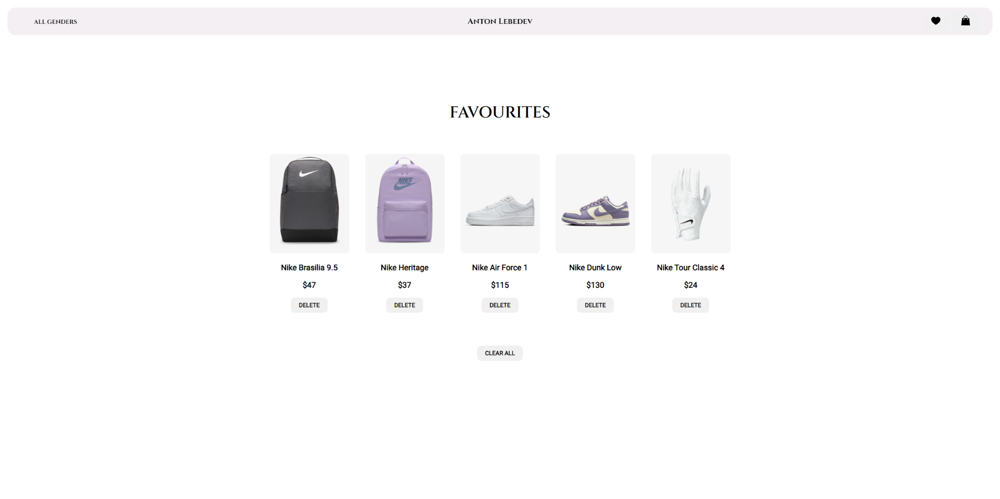 ALL GENDERS
Anton Lebedev
FAVOURITES
NIKE
Nike Brasilia 9.5
Nike Heritage
Nike Air Force 1
Nike Dunk Low
Nike Tour Classic 4
$47
$37
$115
$130
$24
DELETE
DELETE
DELETE
DELETE
DELETE
CLEAR ALL